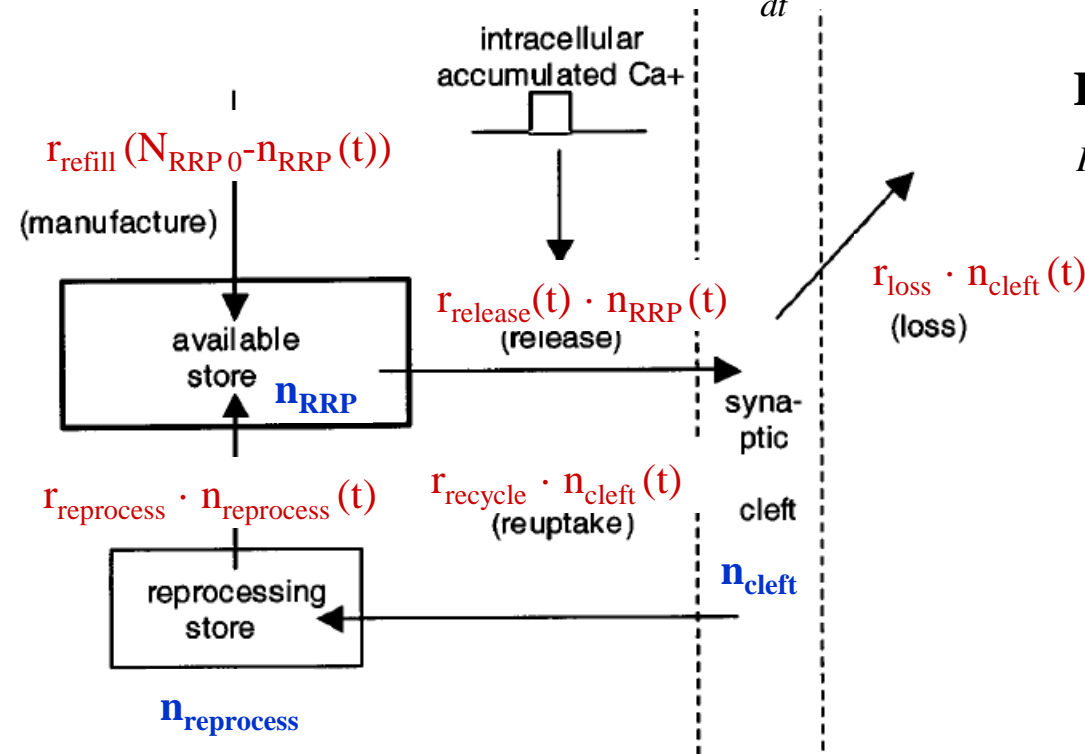 dt
intracellular
accumulated Ca+
r_refill (N_RRP 0-n_RRP (t))
(manufacture)
r_release(t) · n_RRP(t)
(release)
r_loss · n_cleft (t)
(loss)
available
store
n_RRP
syna-
ptic
cleft
n_cleft
r_reprocess · n_reprocess (t)
r_recycle · n_cleft (t)
(reuptake)
reprocessing
store
n_reprocess